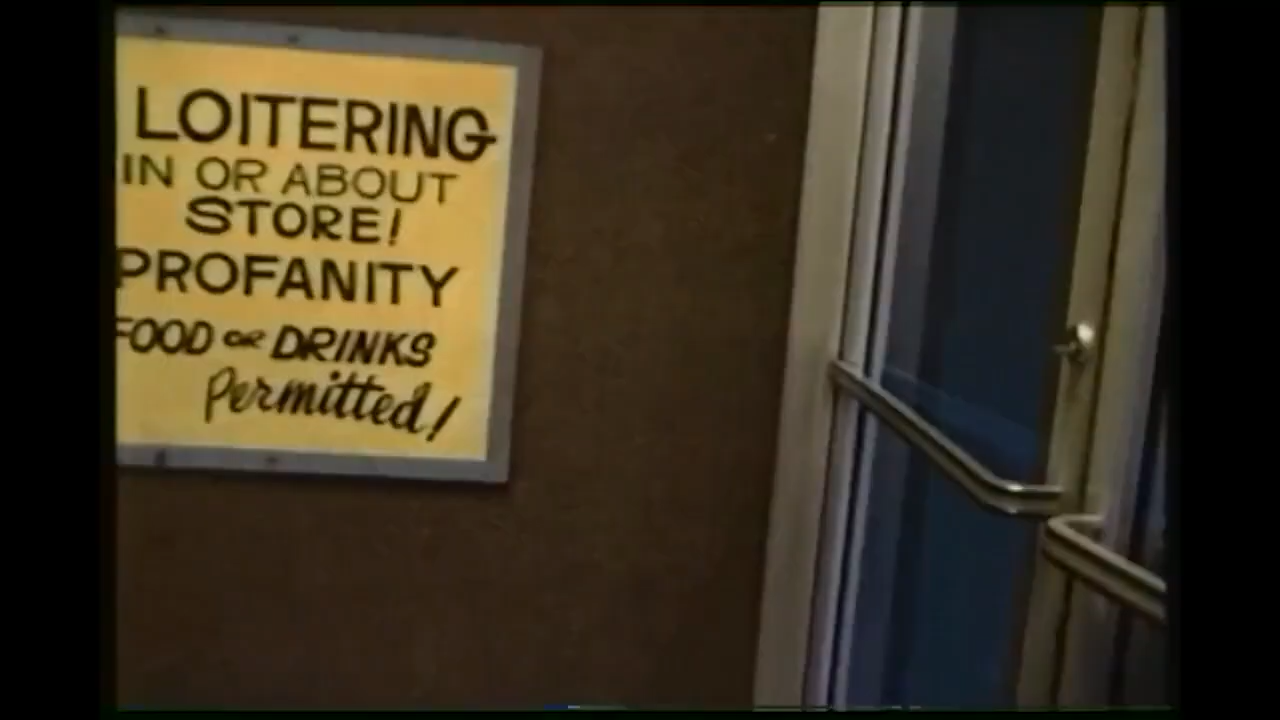 LOITERING
IN OR ABOUT
STORE!
PROFANITY
FOOD OR DRINKS
Permitted!